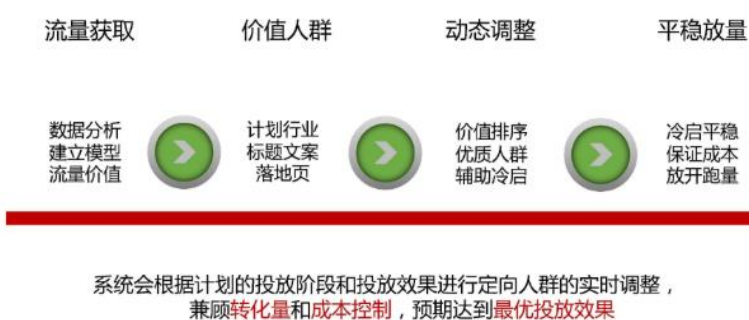 流量获取
价值人群
动态调整
平稳放量
数据分析
建立模型
流量价值
计划行业
标题文案
落地页
价值排序
优质人群
辅助冷启
冷启平稳
保证成本
放开跑量
系统会根据计划的投放阶段和投放效果进行定向人群的实时调整，
兼顾转化量和成本控制，预期达到最优投放效果